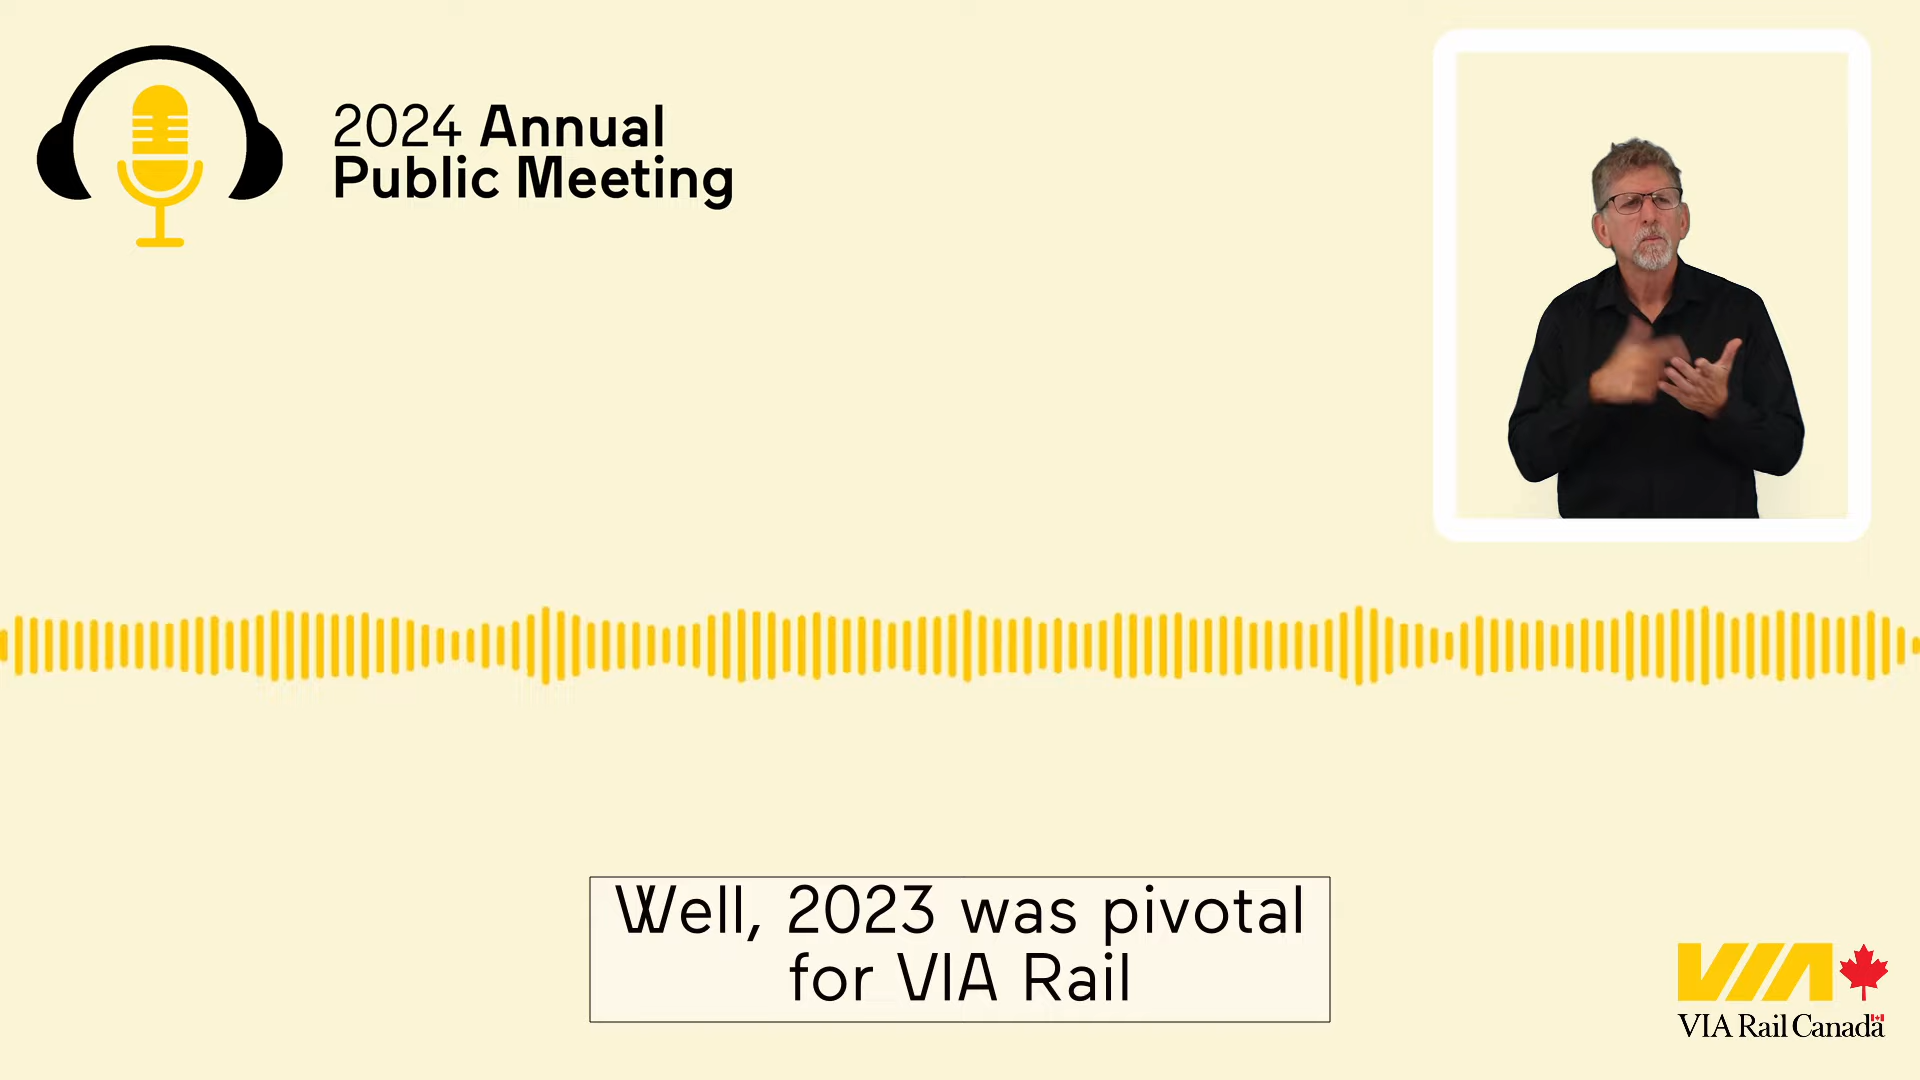 2024 Annual
Public Meeting
Well, 2023 was pivotal
for VIA Rail
VIA
VIA Rail Canada